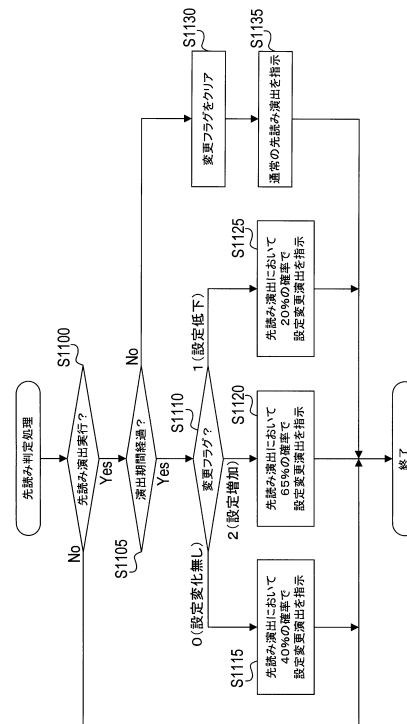 先読み判定処理
S1100
先読み演出実行？
No
Yes
S1105
演出期間経過？
No
Yes
S1110
変更フラグ？
0（設定変化無し）
2（設定増加）
1（設定低下）
S1115
先読み演出において
40％の確率で
設定変更演出を指示
S1120
先読み演出において
65％の確率で
設定変更演出を指示
S1125
先読み演出において
20％の確率で
設定変更演出を指示
S1130
変更フラグをクリア
S1135
通常の先読み演出を指示
終了